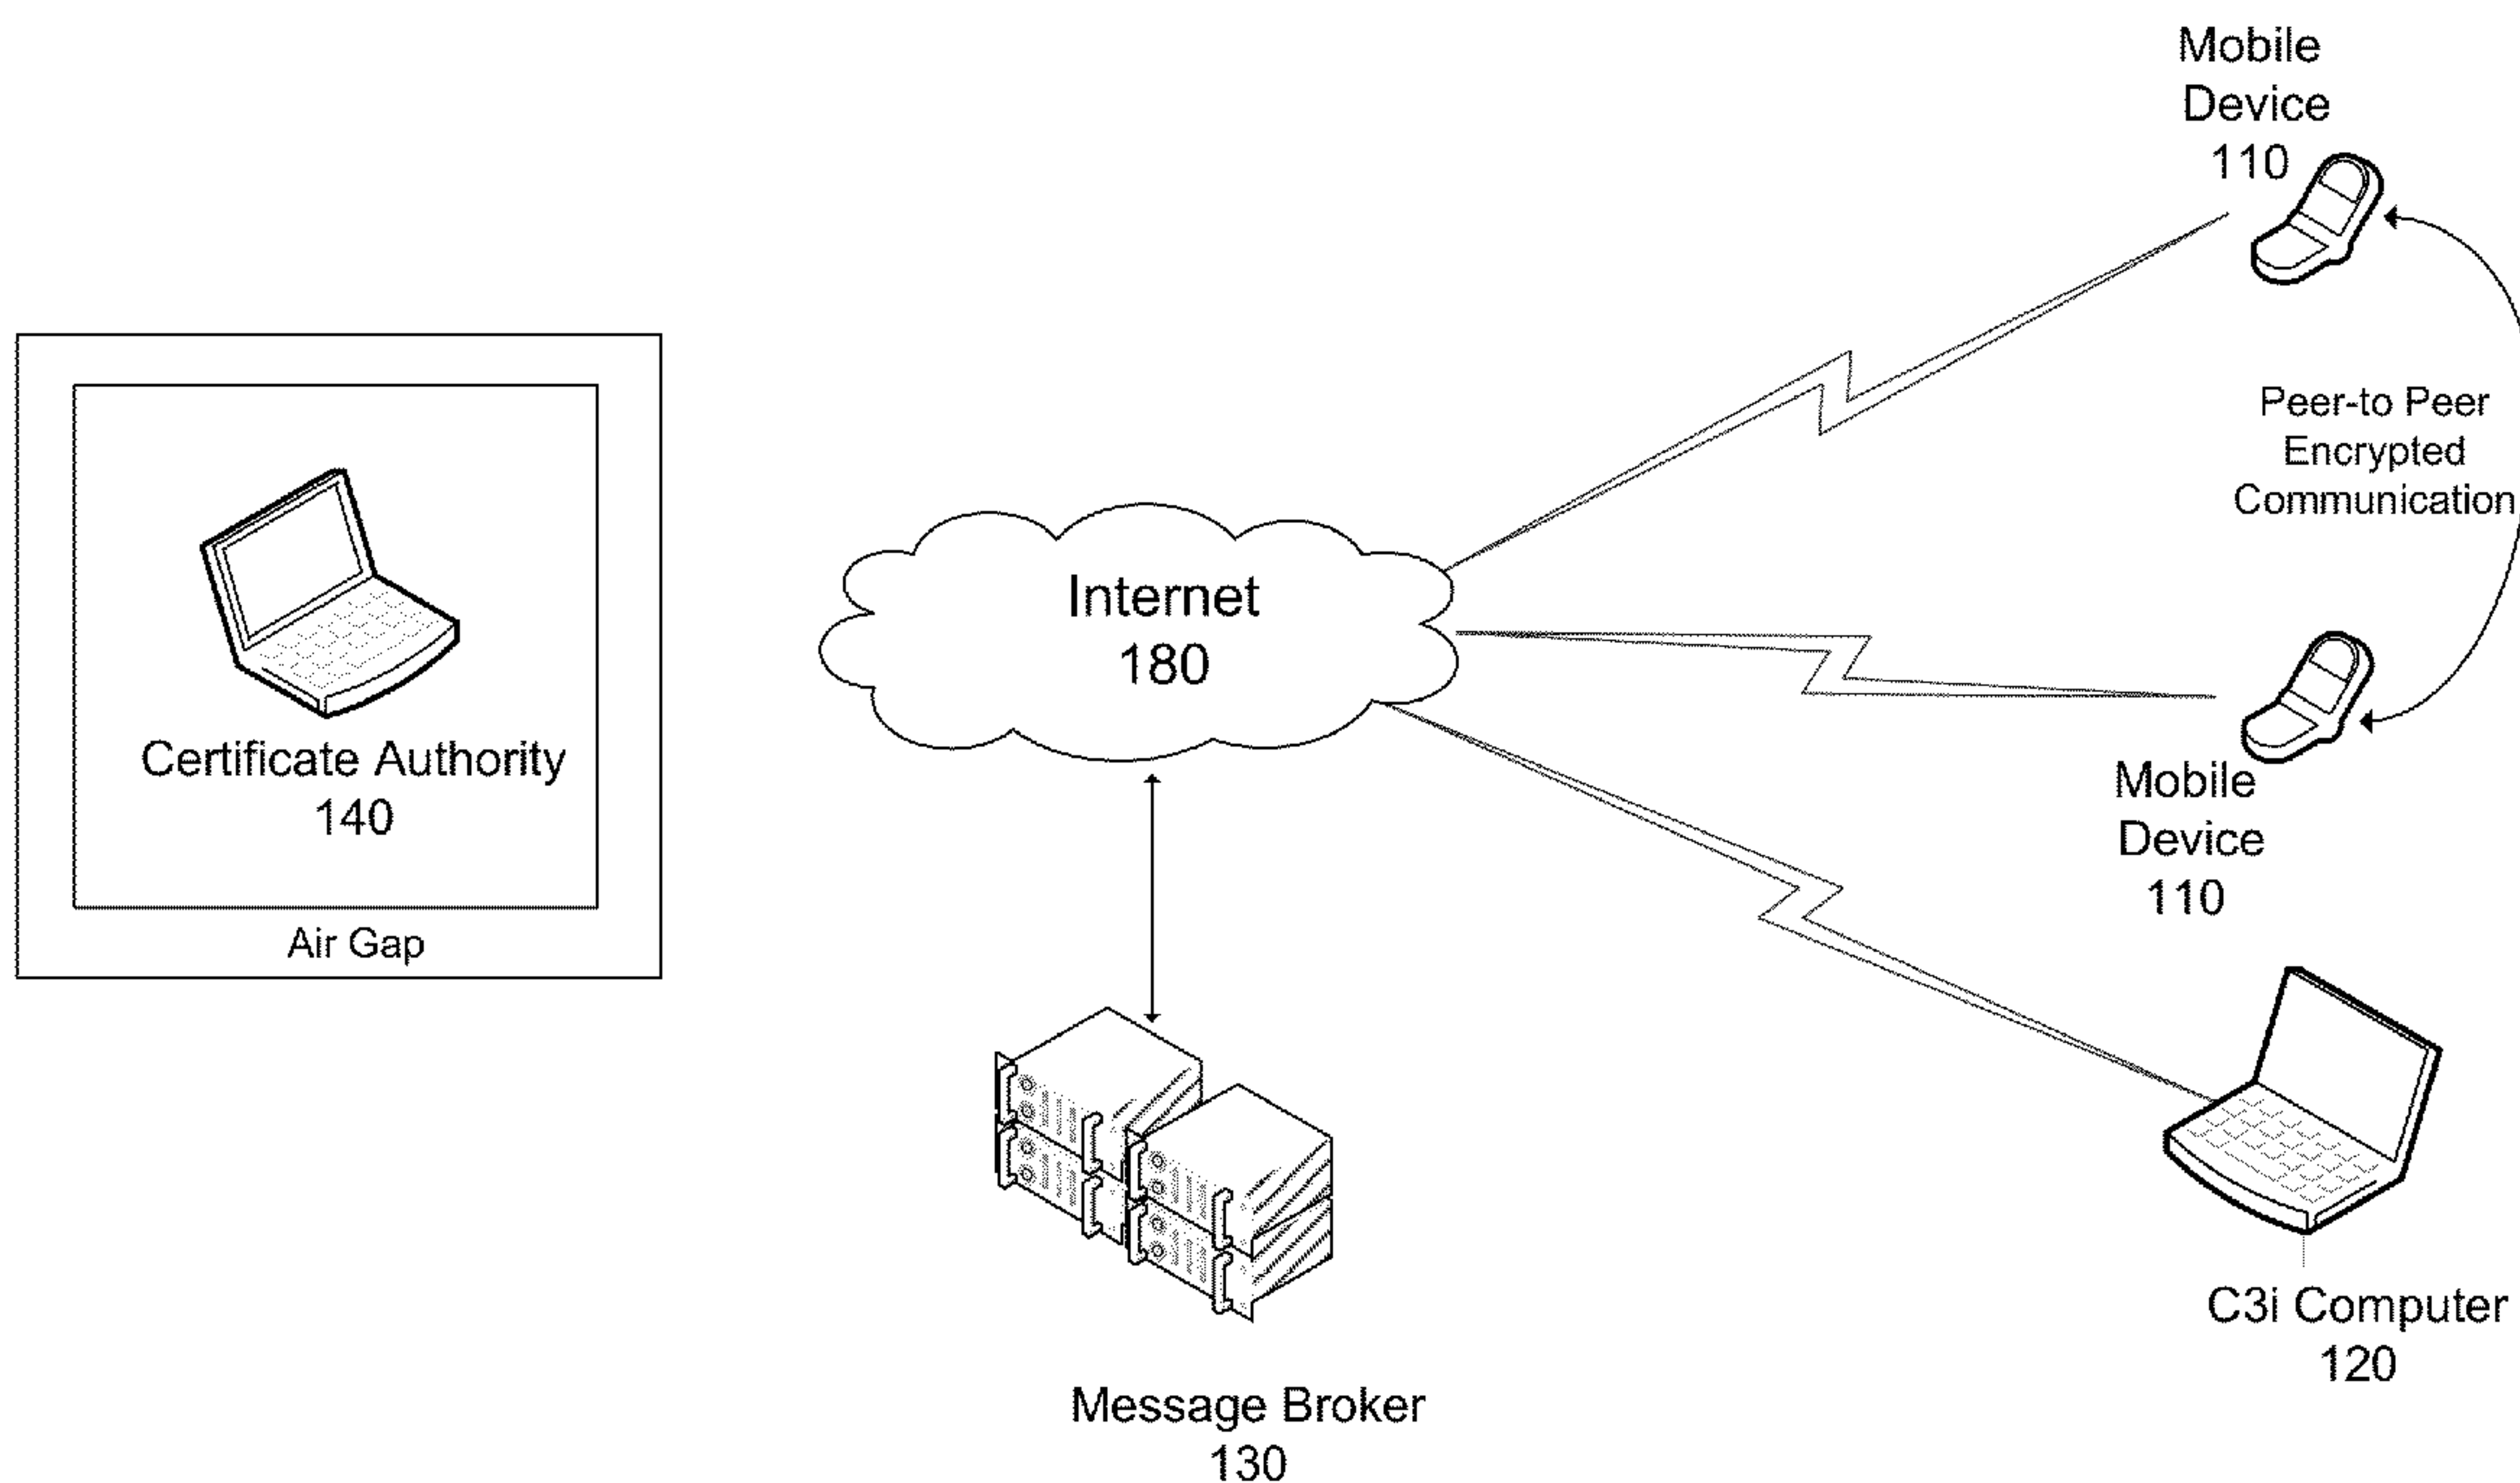 Mobile
Device
110
Peer-to Peer
Encrypted
Communication
Internet
180
Certificate Authority
140
Air Gap
Mobile
Device
110
C3i Computer
120
Message Broker
130